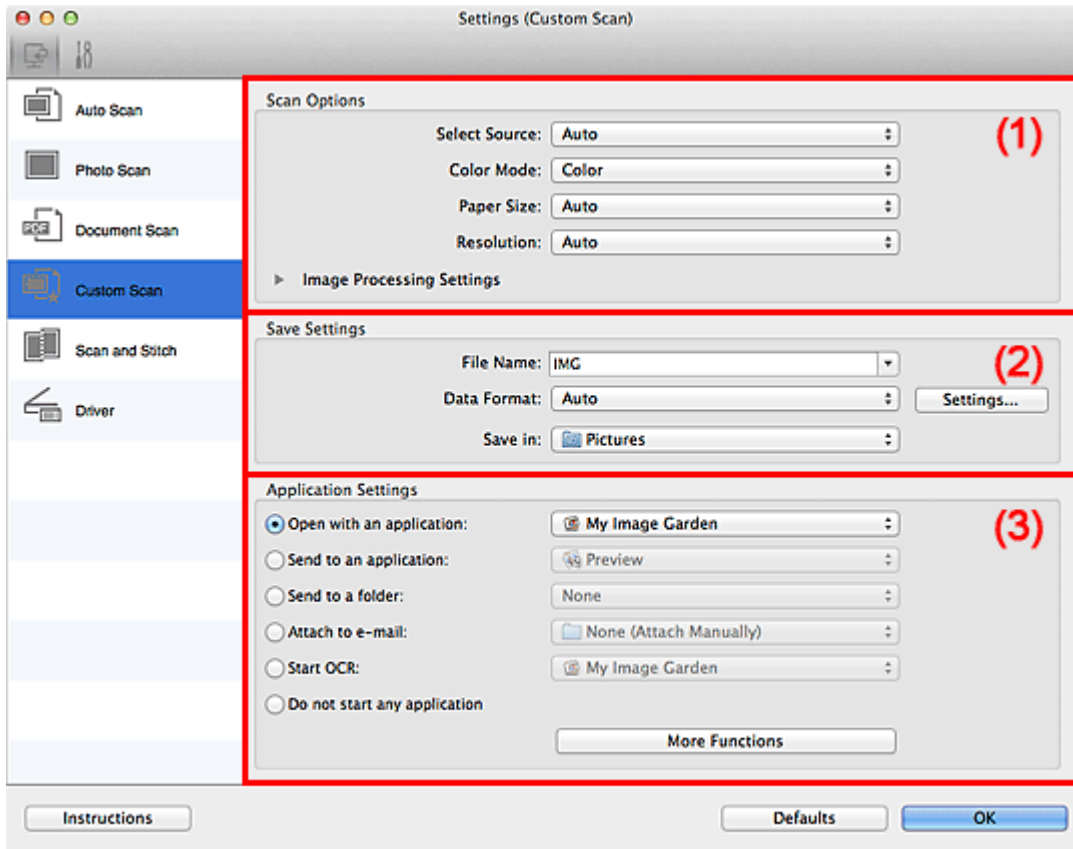 Settings (Custom Scan)
Auto Scan
Photo Scan
PDF
Document Scan
Custom Scan
Scan and Stitch
Driver
Scan Options
(1)
Select Source: Auto
Color Mode: Color
Paper Size: Auto
Resolution: Auto
Image Processing Settings
Save Settings
(2)
File Name: IMG
Data Format: Auto Settings...
Save in: Pictures
Application Settings
(3)
Open with an application: My Image Garden
Send to an application: Preview
Send to a folder: None
Attach to e-mail: None (Attach Manually)
Start OCR: My Image Garden
Do not start any application
More Functions
Instructions Defaults OK